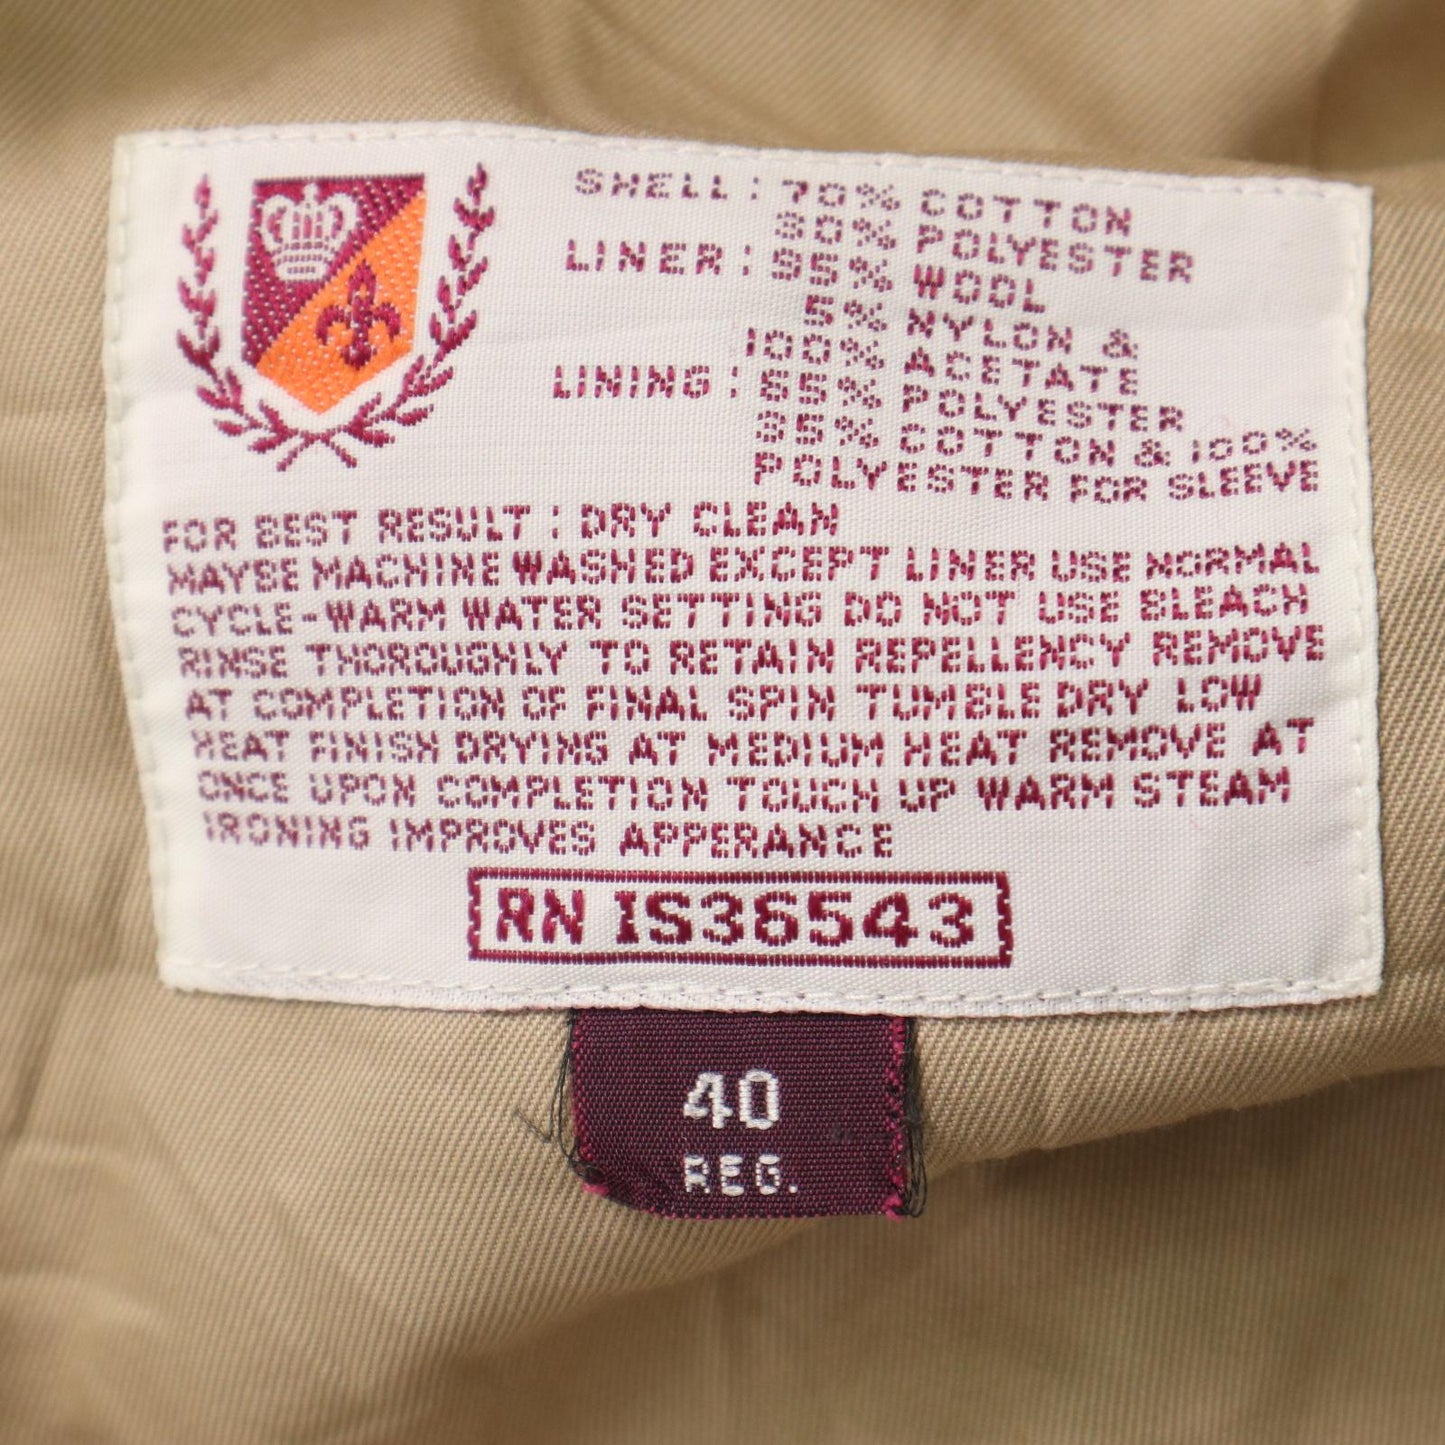 SHELL : 70% COTTON
30% POLYESTER
LINER : 95% WOOL
5% NYLON &
100% ACETATE
LINING : 65% POLYESTER
35% COTTON & 100%
POLYESTER FOR SLEEVE
FOR BEST RESULT : DRY CLEAN
MAYBE MACHINE WASHED EXCEPT LINER USE NORMAL
CYCLE-WARM WATER SETTING DO NOT USE BLEACH
RINSE THOROUGHLY TO RETAIN REPELLENCY REMOVE
AT COMPLETION OF FINAL SPIN TUMBLE DRY LOW
HEAT FINISH DRYING AT MEDIUM HEAT REMOVE AT
ONCE UPON COMPLETION TOUCH UP WARM STEAM
IRONING IMPROVES APPERANCE
RN IS36543
40
REG.